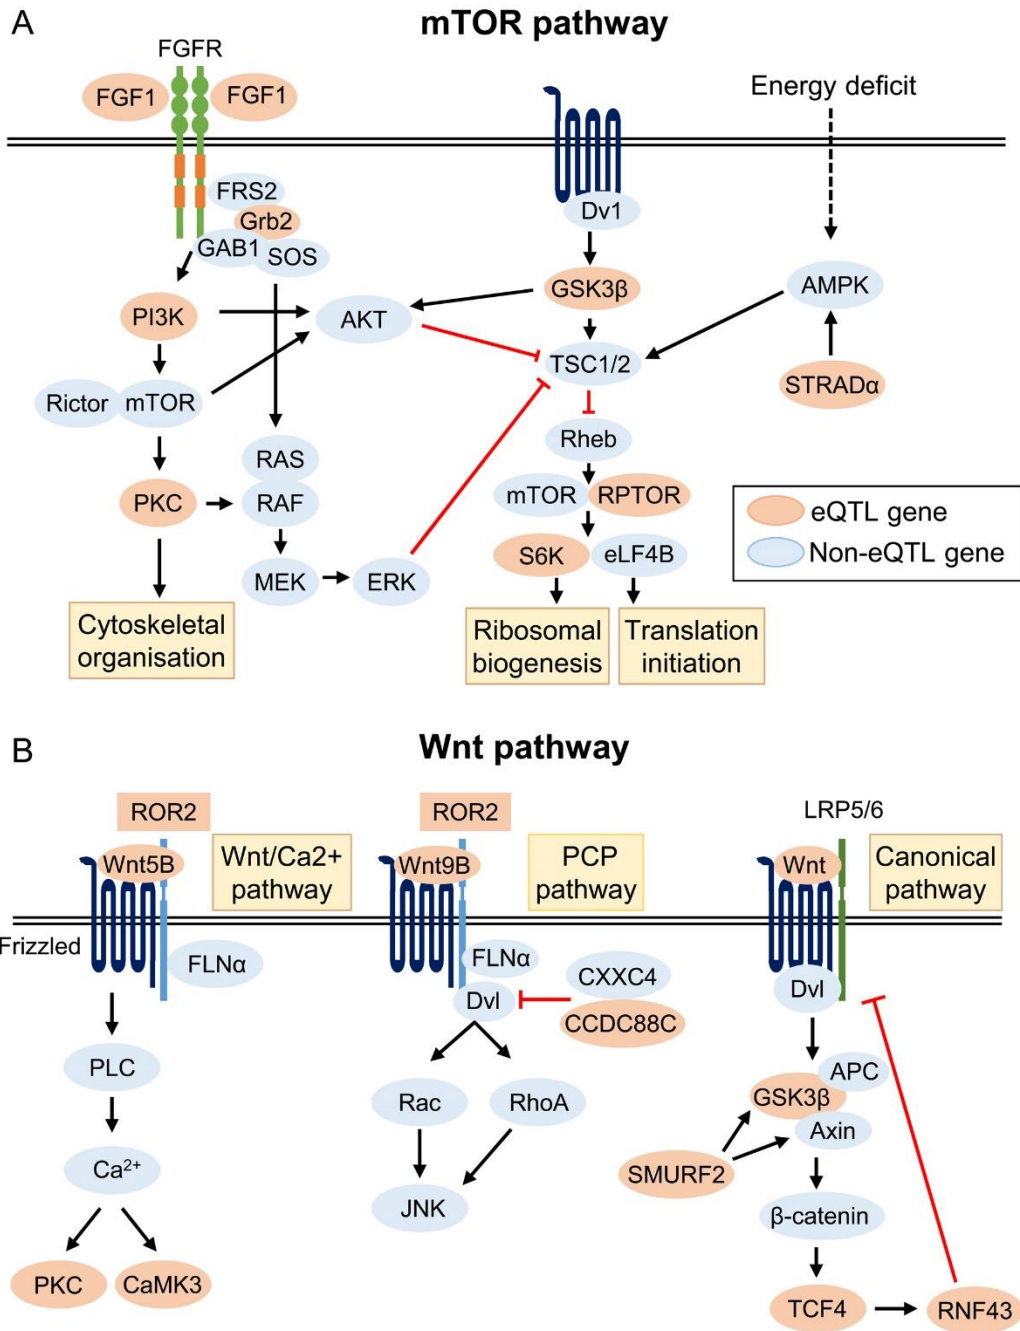 A
mTOR pathway
FGFR
FGF1
FGF1
Energy deficit
FRS2
Grb2
GAB1
SOS
Dv1
PI3K
AKT
GSK3β
AMPK
TSC1/2
STRADα
Rictor
mTOR
Rheb
RAS
RAF
PKC
mTOR
RPTOR
S6K
eLF4B
MEK
ERK
eQTL gene
Non-eQTL gene
Cytoskeletal
organisation
Ribosomal
biogenesis
Translation
initiation
B
Wnt pathway
ROR2
Wnt5B
Wnt/Ca2+
pathway
Frizzled
FLNα
PLC
Ca²⁺
PKC
CaMK3
ROR2
Wnt9B
PCP
pathway
FLNα
Dvl
CXXC4
CCDC88C
Rac
RhoA
JNK
LRP5/6
Wnt
Canonical
pathway
Dvl
APC
GSK3β
Axin
SMURF2
β-catenin
TCF4
RNF43